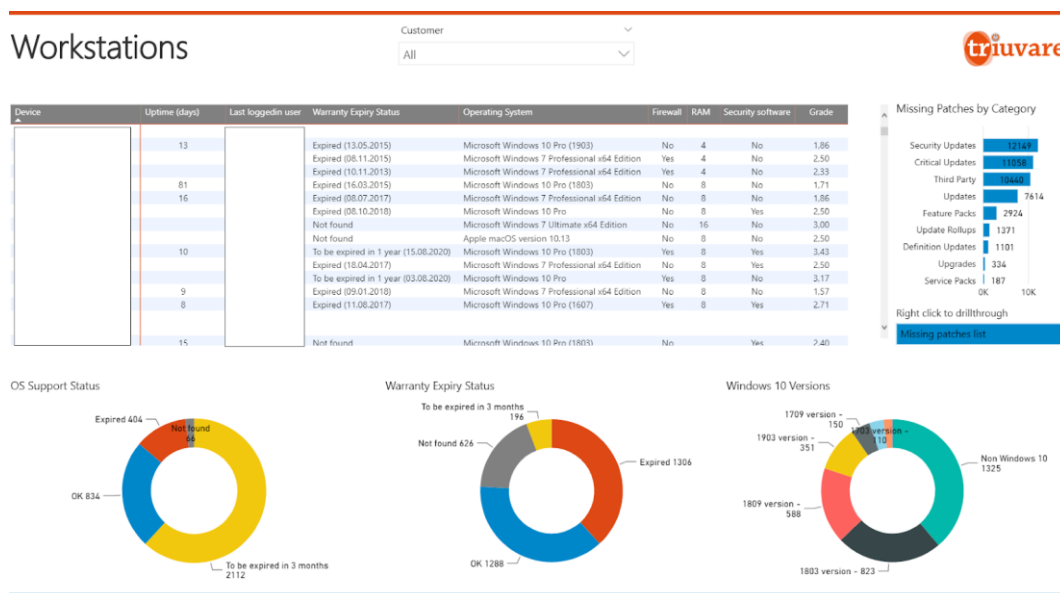 Workstations
Customer
All
triuvare
Device Uptime (days) Last loggedin user Warranty Expiry Status Operating System Firewall RAM Security software Grade
13 Expired (13.05.2015) Microsoft Windows 10 Pro (1903) No 4 No 1.86
Expired (08.11.2015) Microsoft Windows 7 Professional x64 Edition Yes 4 No 2.50
Expired (10.11.2013) Microsoft Windows 7 Professional x64 Edition Yes 4 No 2.33
81 Expired (16.03.2015) Microsoft Windows 10 Pro (1803) No 8 No 1.71
16 Expired (08.07.2017) Microsoft Windows 7 Professional x64 Edition No 8 No 1.86
Expired (08.10.2018) Microsoft Windows 10 Pro No 8 Yes 2.50
Not found Microsoft Windows 7 Ultimate x64 Edition No 16 No 3.00
Not found Apple macOS version 10.13 No 8 No 2.50
10 To be expired in 1 year (15.08.2020) Microsoft Windows 10 Pro (1803) Yes 8 Yes 3.43
Expired (18.04.2017) Microsoft Windows 7 Professional x64 Edition No 8 Yes 2.50
To be expired in 1 year (03.08.2020) Microsoft Windows 10 Pro Yes 8 No 3.17
9 Expired (09.01.2018) Microsoft Windows 7 Professional x64 Edition No 8 No 1.57
8 Expired (11.08.2017) Microsoft Windows 10 Pro (1607) Yes 8 Yes 2.71
15 Not found Microsoft Windows 10 Pro (1803) No Yes 2.40
Missing Patches by Category
Security Updates 12149
Critical Updates 11058
Third Party 10440
Updates 7614
Feature Packs 2924
Update Rollups 1371
Definition Updates 1101
Upgrades 334
Service Packs 187
0K 10K
Right click to drillthrough
Missing patches list
OS Support Status
Expired 404
Not found
66
OK 834
To be expired in 3 months
2112
Warranty Expiry Status
To be expired in 3 months
196
Not found 626
Expired 1306
OK 1288
Windows 10 Versions
1709 version -
150
1703 version -
110
1903 version -
351
Non Windows 10
1325
1809 version -
588
1803 version - 823